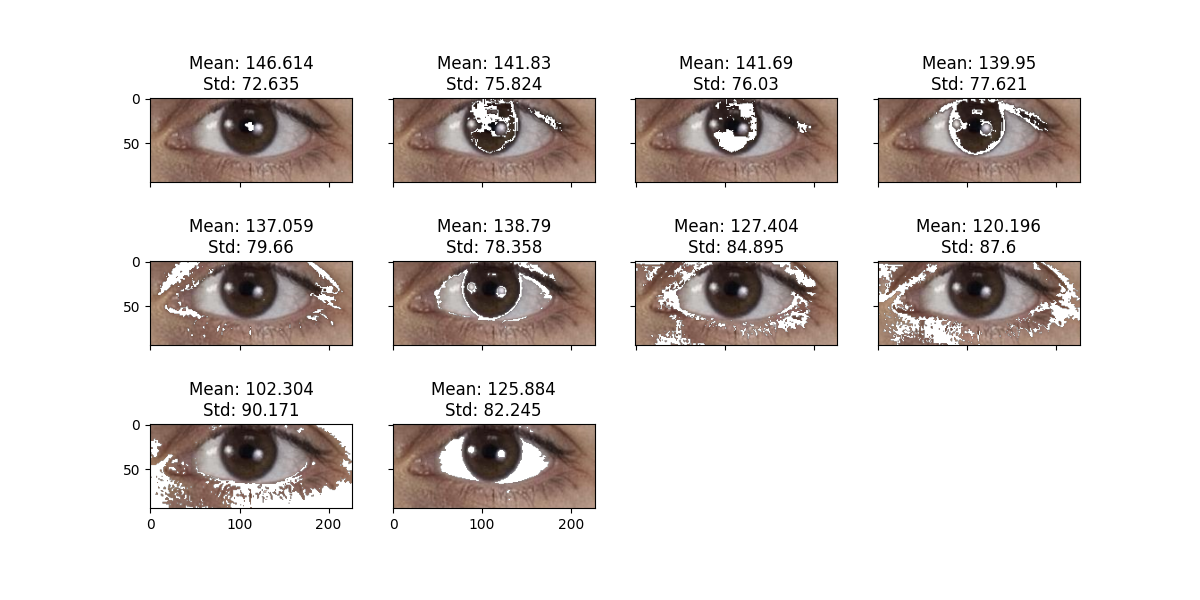 Mean: 146.614
Std: 72.635
Mean: 141.83
Std: 75.824
Mean: 141.69
Std: 76.03
Mean: 139.95
Std: 77.621
0
50
Mean: 137.059
Std: 79.66
Mean: 138.79
Std: 78.358
Mean: 127.404
Std: 84.895
Mean: 120.196
Std: 87.6
0
50
Mean: 102.304
Std: 90.171
Mean: 125.884
Std: 82.245
0
50
0 100 200
0 100 200